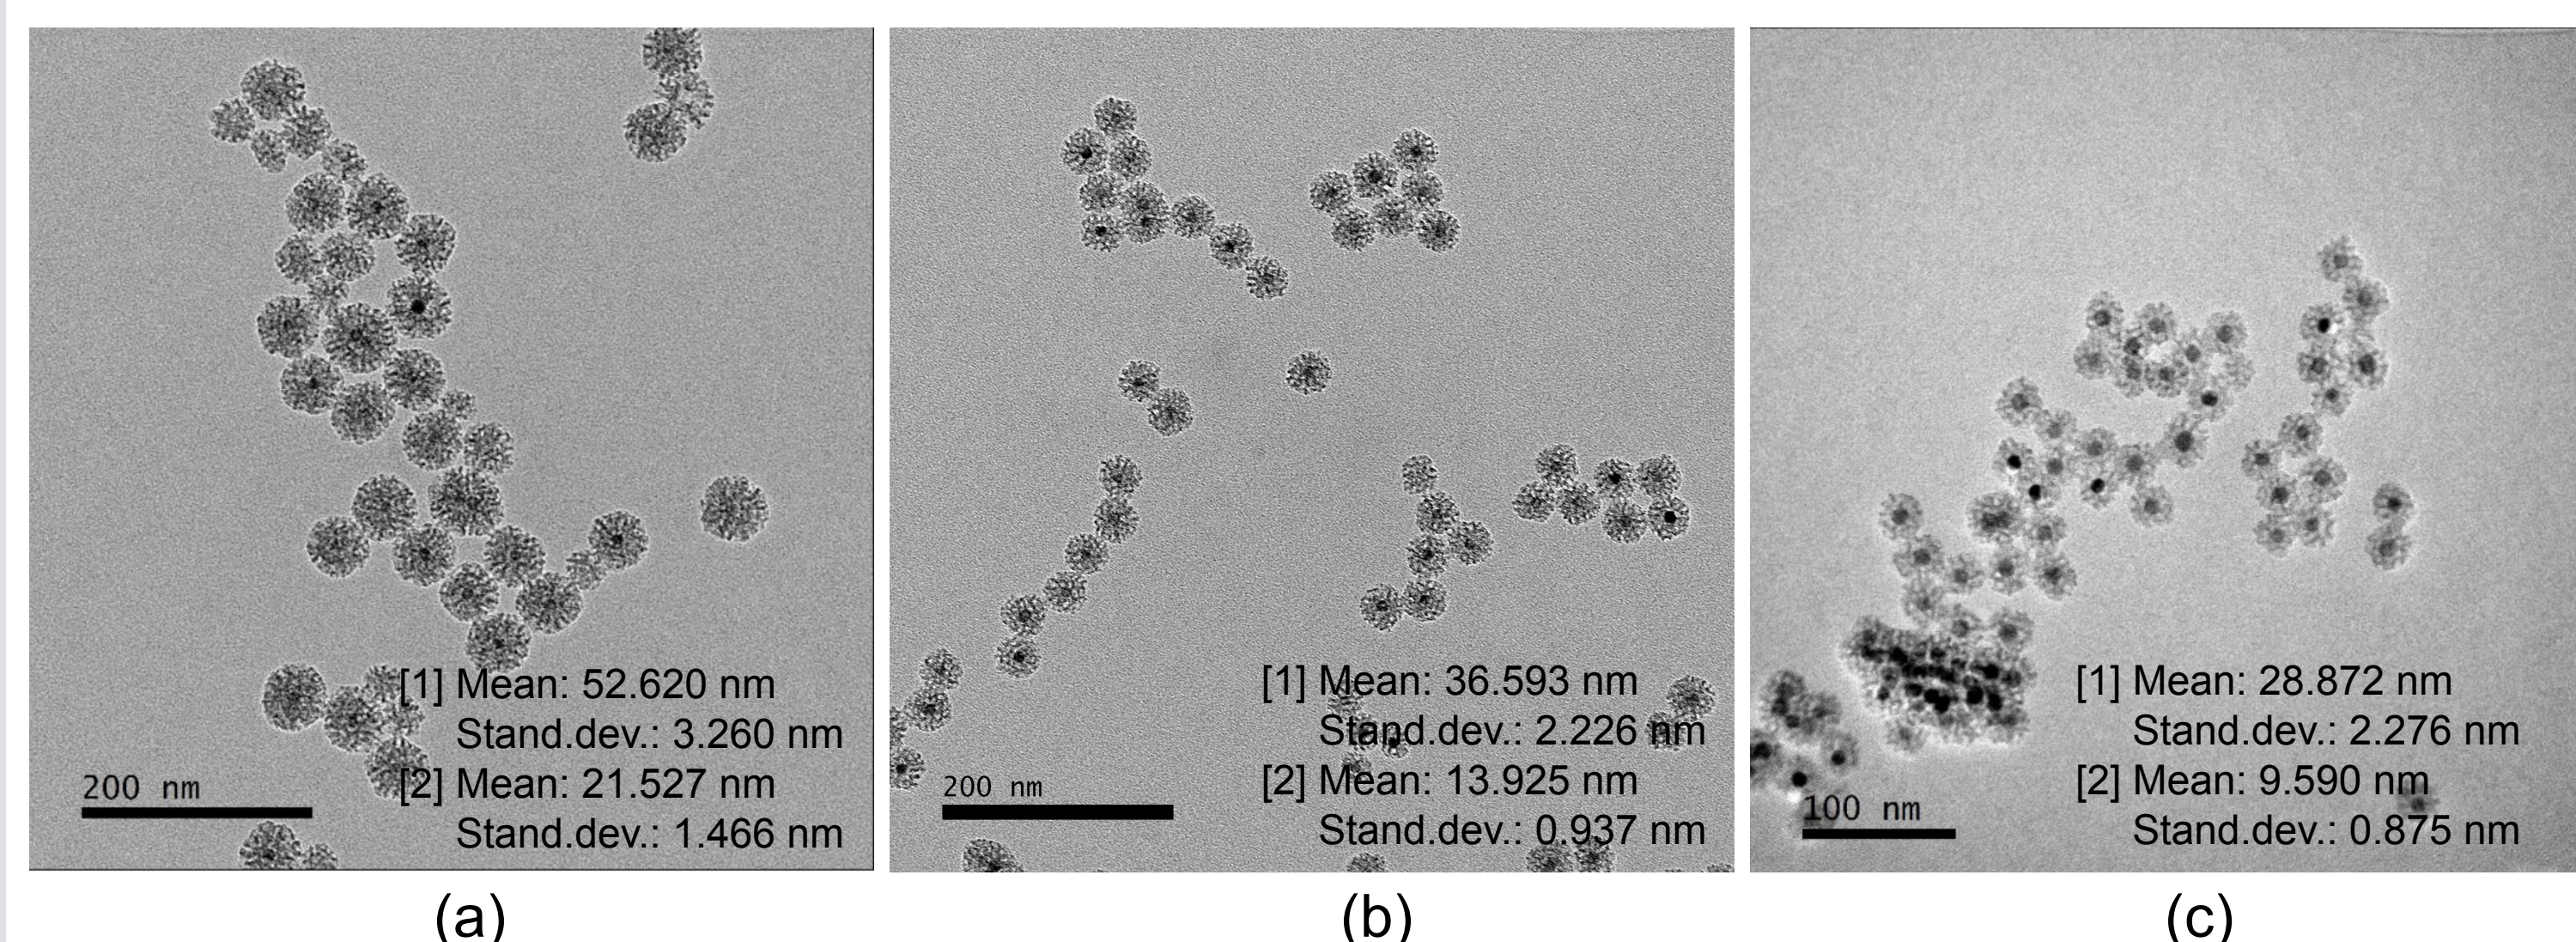 [1] Mean: 52.620 nm
Stand.dev.: 3.260 nm
[2] Mean: 21.527 nm
Stand.dev.: 1.466 nm
200 nm
(a)
[1] Mean: 36.593 nm
Stand.dev.: 2.226 nm
[2] Mean: 13.925 nm
Stand.dev.: 0.937 nm
200 nm
(b)
[1] Mean: 28.872 nm
Stand.dev.: 2.276 nm
[2] Mean: 9.590 nm
Stand.dev.: 0.875 nm
100 nm
(c)